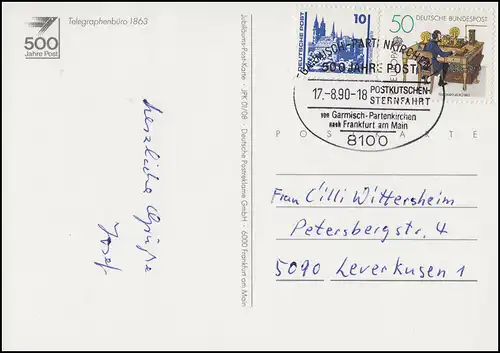 Telegraphenbüro 1863
500
Jahre Post
Jubiläums-Post-Karte · JPK 01/08 · Deutsche Postreklame GmbH · 6000 Frankfurt am Main
herzliche Grüße
Josef
10
DEUTSCHE POST
50 DEUTSCHE BUNDESPOST
GARMISCH-PARTENKIRCHEN
500 JAHRE POST
17.-8.90-18 POSTKUTSCHEN-
STERNFAHRT
von Garmisch-Partenkirchen
nach Frankfurt am Main
8100
POSTKARTE
Frau Cilli Wittersheim
Petersbergstr. 4
5090 Leverkusen 1